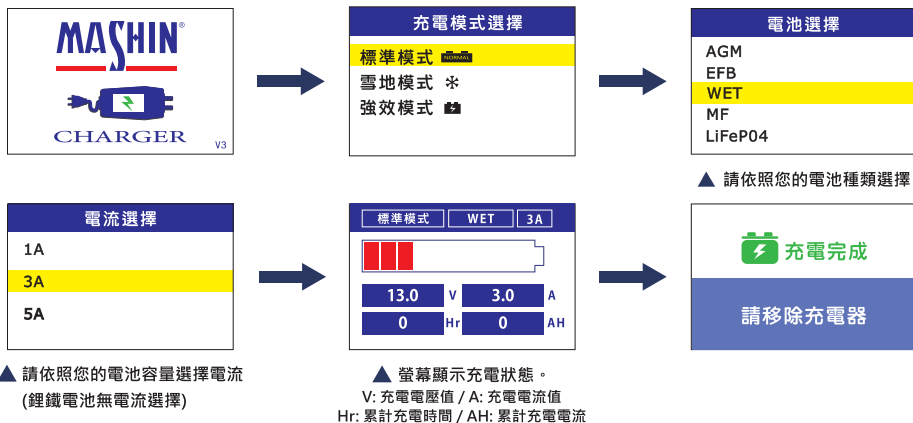 MASHIN®
CHARGER
V3
充電模式選擇
標準模式 NORMAL
雪地模式
強效模式
電池選擇
AGM
EFB
WET
MF
LiFeP04
▲ 請依照您的電池種類選擇
電流選擇
1A
3A
5A
▲ 請依照您的電池容量選擇電流
(鋰鐵電池無電流選擇)
標準模式 WET 3A
13.0 V 3.0 A
0 Hr 0 AH
▲ 螢幕顯示充電狀態。
V: 充電電壓值 / A: 充電電流值
Hr: 累計充電時間 / AH: 累計充電電流
充電完成
請移除充電器